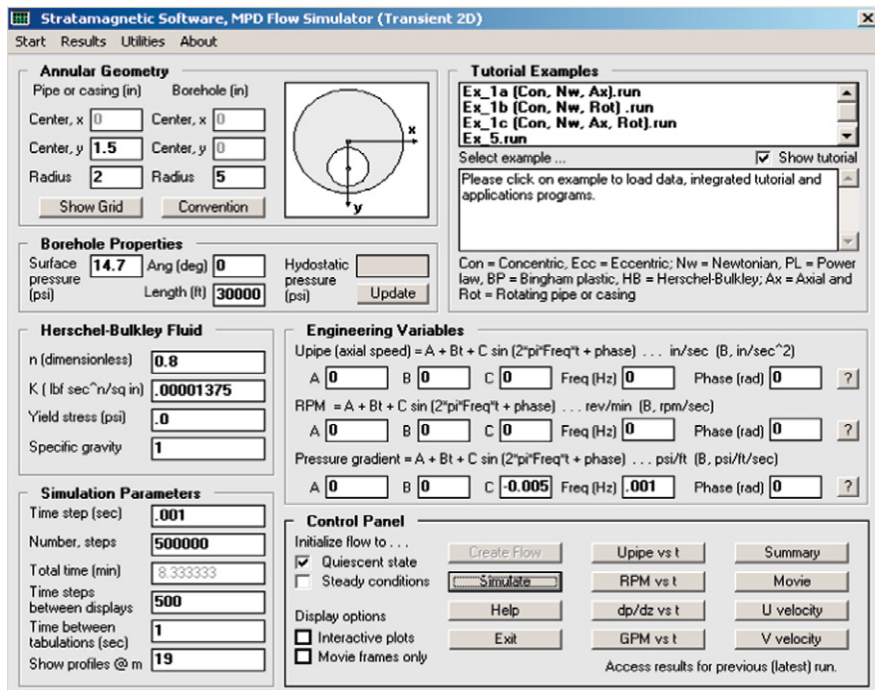 Stratamagnetic Software, MPD Flow Simulator (Transient 2D)
Start Results Utilities About
Annular Geometry
Pipe or casing (in) Borehole (in)
Center, x 0 Center, x 0
Center, y 1.5 Center, y 0
Radius 2 Radius 5
Show Grid Convention
x
y
Tutorial Examples
Ex_1a (Con, Nw, Ax).run
Ex_1b (Con, Nw, Rot) .run
Ex_1c (Con, Nw, Ax, Rot).run
Ex_5.run
Select example ... Show tutorial
Please click on example to load data, integrated tutorial and
applications programs.
Con = Concentric, Ecc = Eccentric; Nw = Newtonian, PL = Power
law, BP = Bingham plastic, HB = Herschel-Bulkley; Ax = Axial and
Rot = Rotating pipe or casing
Borehole Properties
Surface pressure (psi) 14.7 Ang (deg) 0
Length (ft) 30000
Hydostatic pressure (psi)
Update
Herschel-Bulkley Fluid
n (dimensionless) 0.8
K ( lbf sec^n/sq in) .00001375
Yield stress (psi) .0
Specific gravity 1
Engineering Variables
Upipe (axial speed) = A + Bt + C sin (2*pi*Freq*t + phase) . . . in/sec (B, in/sec^2)
A 0 B 0 C 0 Freq (Hz) 0 Phase (rad) 0 ?
RPM = A + Bt + C sin (2*pi*Freq*t + phase) . . . rev/min (B, rpm/sec)
A 0 B 0 C 0 Freq (Hz) 0 Phase (rad) 0 ?
Pressure gradient = A + Bt + C sin (2*pi*Freq*t + phase) . . . psi/ft (B, psi/ft/sec)
A 0 B 0 C -0.005 Freq (Hz) .001 Phase (rad) 0 ?
Simulation Parameters
Time step (sec) .001
Number, steps 500000
Total time (min) 8.333333
Time steps
between displays 500
Time between
tabulations (sec) 1
Show profiles @ m 19
Control Panel
Initialize flow to . . .
Quiescent state
Steady conditions
Display options
Interactive plots
Movie frames only
Create Flow Upipe vs t Summary
Simulate RPM vs t Movie
Help dp/dz vs t U velocity
Exit GPM vs t V velocity
Access results for previous (latest) run.